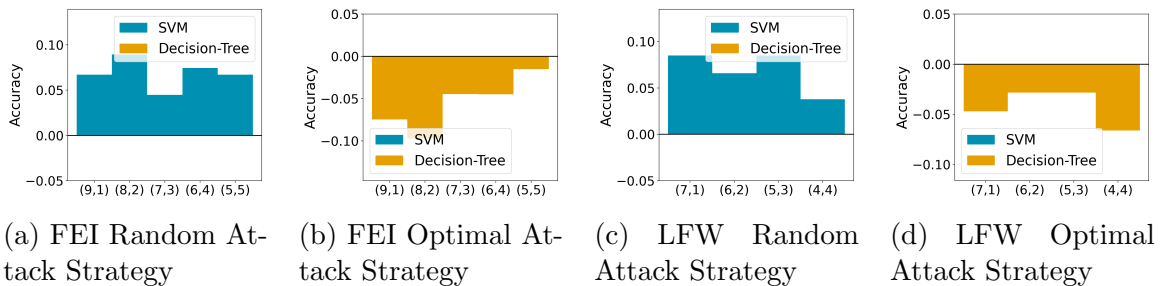 Accuracy
0.10
0.05
0.00
−0.05
SVM
Decision-Tree
(9,1) (8,2) (7,3) (6,4) (5,5)
(a) FEI Random At-
tack Strategy
Accuracy
0.05
0.00
−0.05
−0.10
SVM
Decision-Tree
(9,1) (8,2) (7,3) (6,4) (5,5)
(b) FEI Optimal At-
tack Strategy
Accuracy
0.10
0.05
0.00
−0.05
SVM
Decision-Tree
(7,1) (6,2) (5,3) (4,4)
(c) LFW Random
Attack Strategy
Accuracy
0.05
0.00
−0.05
−0.10
SVM
Decision-Tree
(7,1) (6,2) (5,3) (4,4)
(d) LFW Optimal
Attack Strategy